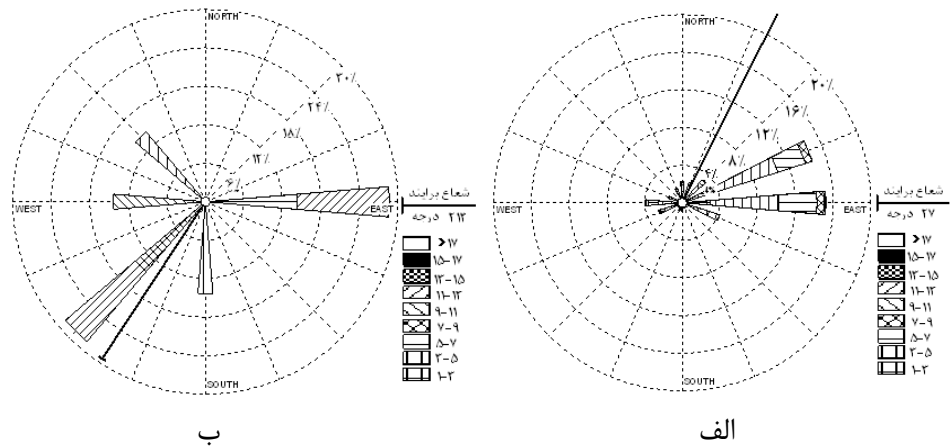 NORTH
۳۰٪
۲۴٪
۱۸٪
۱۲٪
۶٪
WEST
EAST
SOUTH
شعاع برایند
۲۱۳ درجه
>۱۷
۱۵-۱۷
۱۳-۱۵
۱۱-۱۳
۹-۱۱
۷-۹
۵-۷
۳-۵
۱-۳
ب
NORTH
۲۰٪
۱۶٪
۱۲٪
۸٪
۴٪
WEST
EAST
SOUTH
شعاع برایند
۲۷ درجه
>۱۷
۱۵-۱۷
۱۳-۱۵
۱۱-۱۳
۹-۱۱
۷-۹
۵-۷
۳-۵
۱-۳
الف